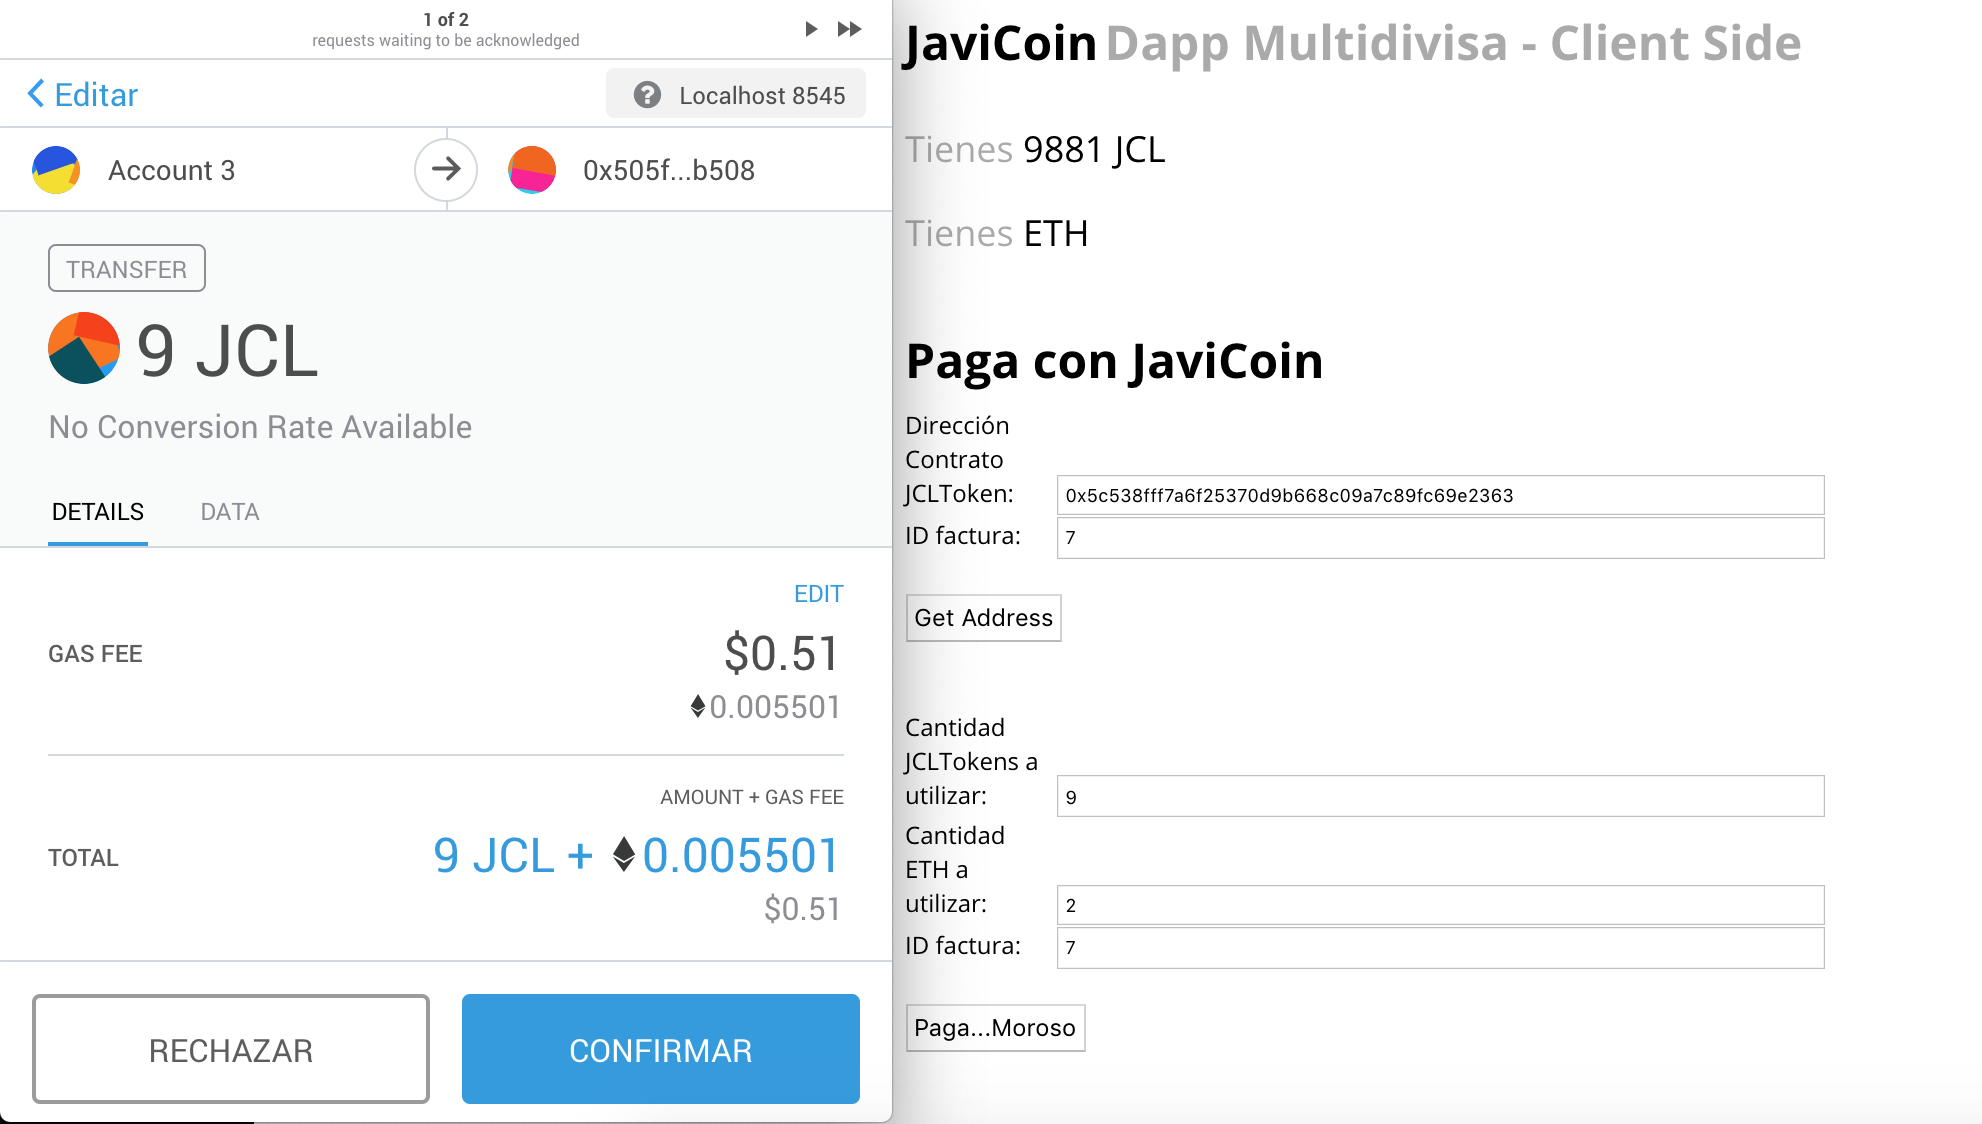 1 of 2
requests waiting to be acknowledged
Editar
Localhost 8545
Account 3
0x505f...b508
TRANSFER
9 JCL
No Conversion Rate Available
DETAILS
DATA
EDIT
GAS FEE
$0.51
0.005501
AMOUNT + GAS FEE
TOTAL
9 JCL + 0.005501
$0.51
RECHAZAR
CONFIRMAR
JaviCoin Dapp Multidivisa - Client Side
Tienes 9881 JCL
Tienes ETH
Paga con JaviCoin
Dirección
Contrato
JCLToken:
0x5c538fff7a6f25370d9b668c09a7c89fc69e2363
ID factura:
7
Get Address
Cantidad
JCLTokens a
utilizar:
9
Cantidad
ETH a
utilizar:
2
ID factura:
7
Paga...Moroso